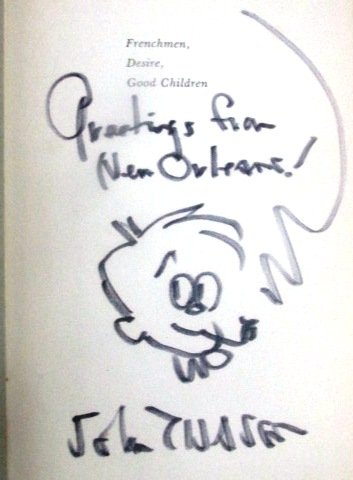 Frenchmen,
Desire,
Good Children
Greetings from
New Orleans!
John